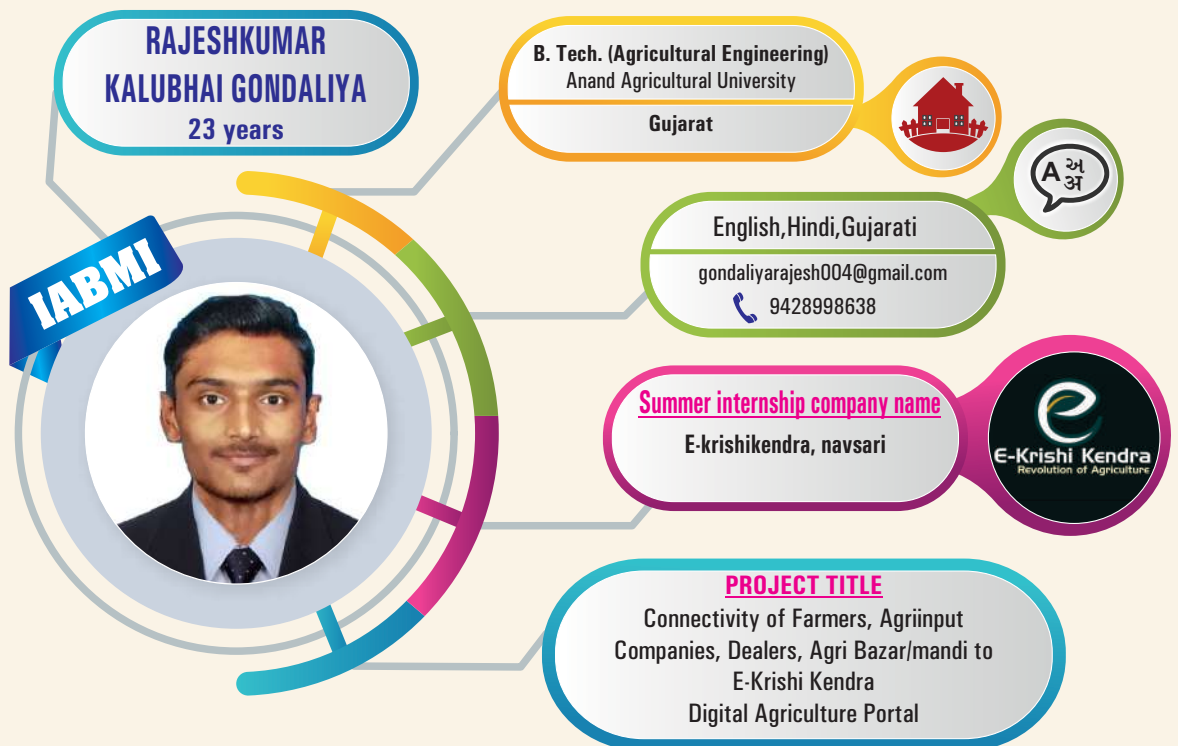 RAJESHKUMAR
KALUBHAI GONDALIYA
23 years
B. Tech. (Agricultural Engineering)
Anand Agricultural University
Gujarat
A અ
अ
English,Hindi,Gujarati
gondaliyarajesh004@gmail.com
9428998638
IABMI
Summer internship company name
E-krishikendra, navsari
e
E-Krishi Kendra
Revolution of Agriculture
PROJECT TITLE
Connectivity of Farmers, Agriinput
Companies, Dealers, Agri Bazar/mandi to
E-Krishi Kendra
Digital Agriculture Portal